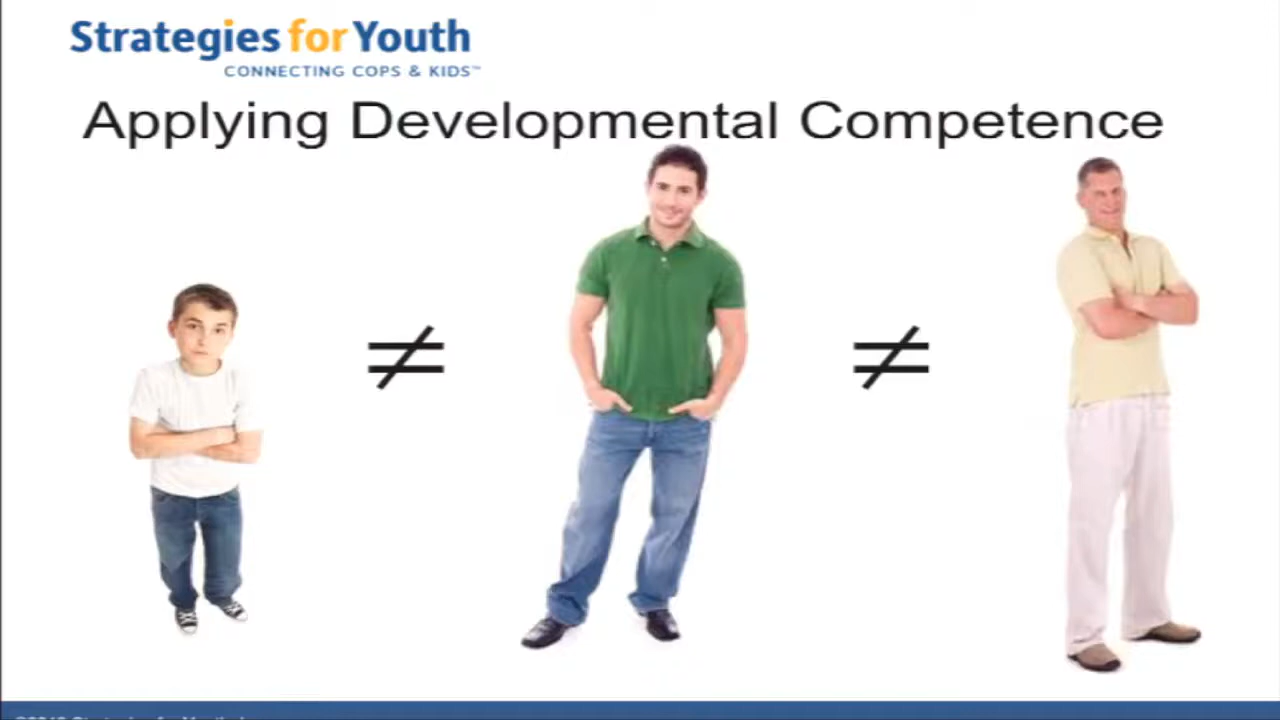 Strategies for Youth
CONNECTING COPS & KIDS™
Applying Developmental Competence
≠ ≠